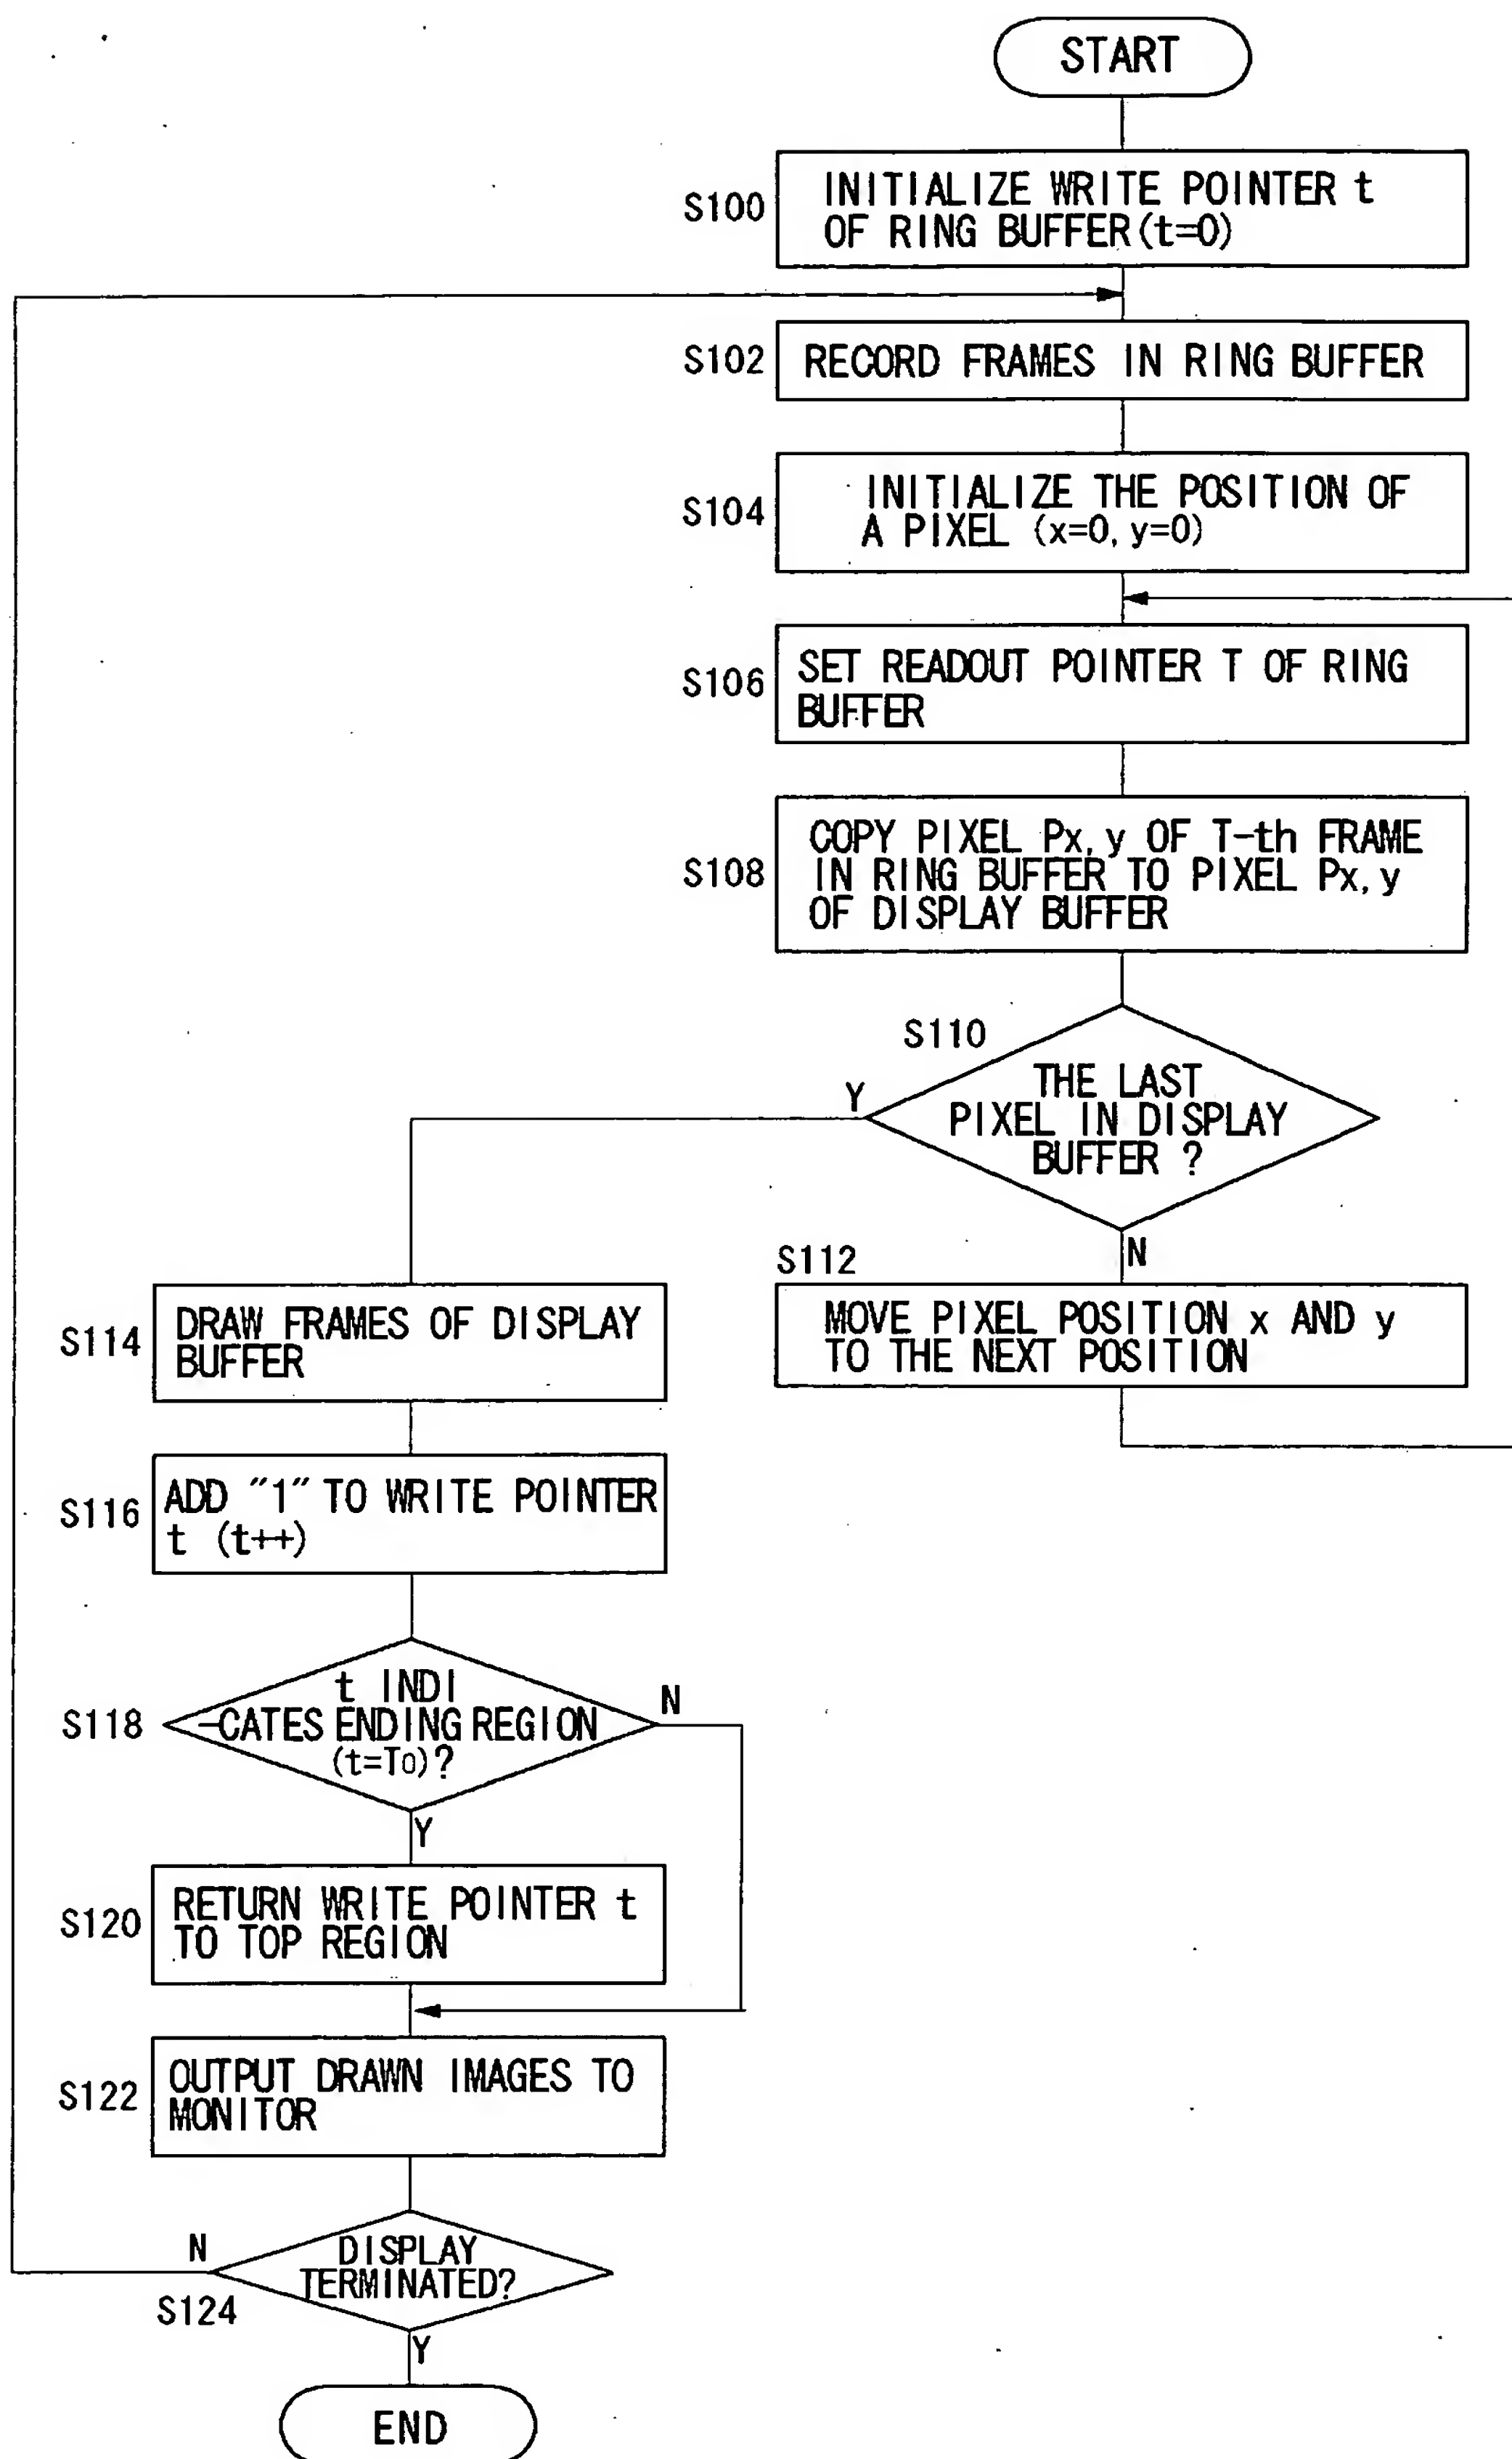 START
S100
INITIALIZE WRITE POINTER t
OF RING BUFFER(t=0)
S102
RECORD FRAMES IN RING BUFFER
S104
INITIALIZE THE POSITION OF
A PIXEL (x=0, y=0)
S106
SET READOUT POINTER T OF RING
BUFFER
S108
COPY PIXEL Px, y OF T-th FRAME
IN RING BUFFER TO PIXEL Px, y
OF DISPLAY BUFFER
S110
THE LAST
PIXEL IN DISPLAY
BUFFER ?
Y
N
S112
MOVE PIXEL POSITION x AND y
TO THE NEXT POSITION
S114
DRAW FRAMES OF DISPLAY
BUFFER
S116
ADD "1" TO WRITE POINTER
t (t++)
S118
t INDI
-CATES ENDING REGION
(t=T0)?
N
Y
S120
RETURN WRITE POINTER t
TO TOP REGION
S122
OUTPUT DRAWN IMAGES TO
MONITOR
N
DISPLAY
TERMINATED?
S124
Y
END